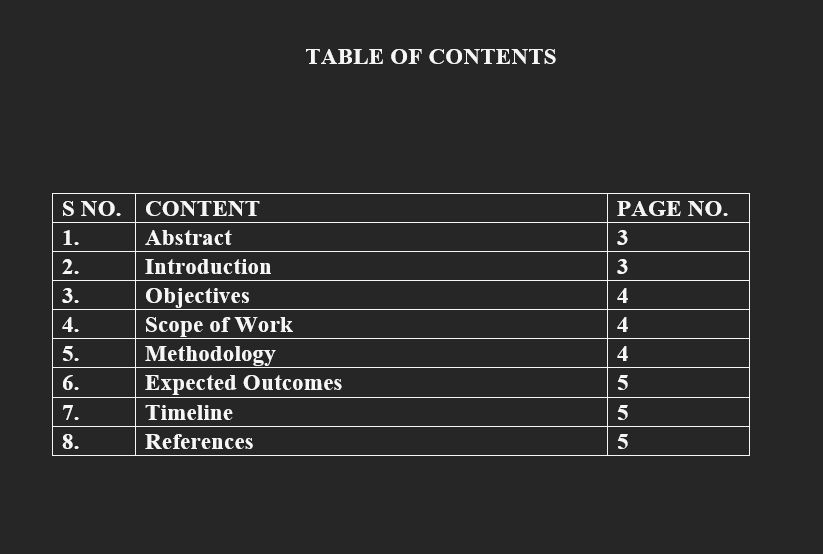 TABLE OF CONTENTS
S NO. CONTENT PAGE NO.
1. Abstract 3
2. Introduction 3
3. Objectives 4
4. Scope of Work 4
5. Methodology 4
6. Expected Outcomes 5
7. Timeline 5
8. References 5